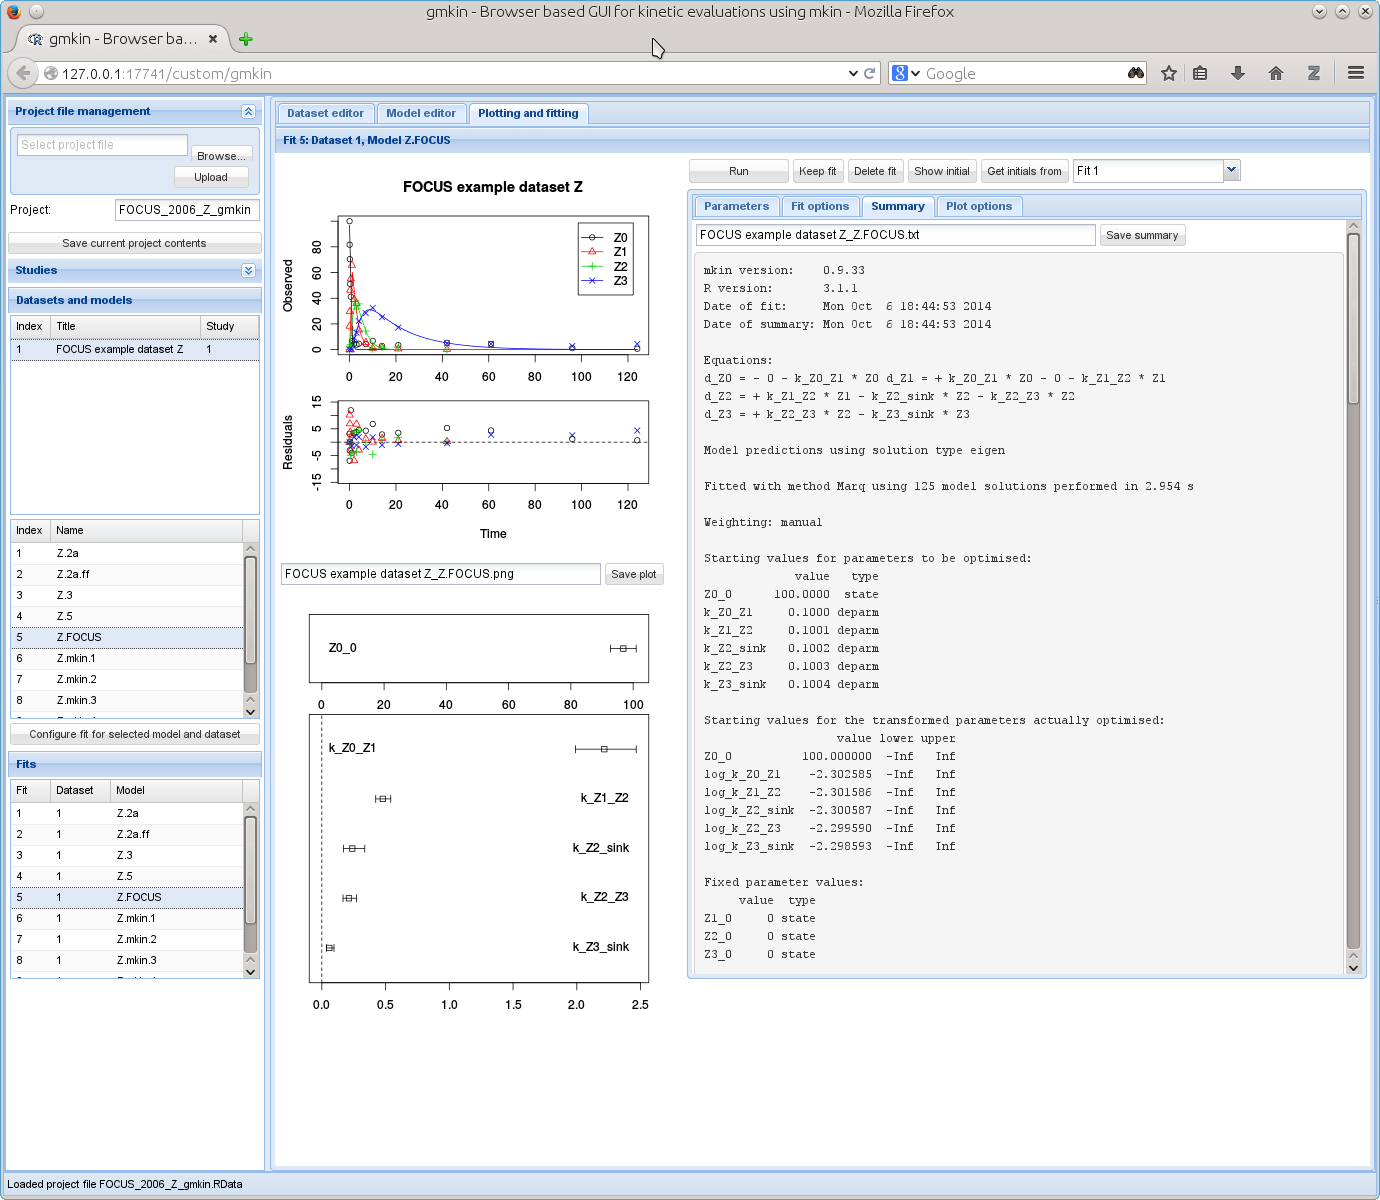 gmkin - Browser based GUI for kinetic evaluations using mkin - Mozilla Firefox
gmkin - Browser ba...
127.0.0.1:17741/custom/gmkin
Google
Project file management
Select project file
Browse...
Upload
Project: FOCUS_2006_Z_gmkin
Save current project contents
Studies
Datasets and models
Index Title Study
1 FOCUS example dataset Z 1
Index Name
1 Z.2a
2 Z.2a.ff
3 Z.3
4 Z.5
5 Z.FOCUS
6 Z.mkin.1
7 Z.mkin.2
8 Z.mkin.3
Configure fit for selected model and dataset
Fits
Fit Dataset Model
1 1 Z.2a
2 1 Z.2a.ff
3 1 Z.3
4 1 Z.5
5 1 Z.FOCUS
6 1 Z.mkin.1
7 1 Z.mkin.2
8 1 Z.mkin.3
Dataset editor Model editor Plotting and fitting
Fit 5: Dataset 1, Model Z.FOCUS
FOCUS example dataset Z
Observed
80
60
40
20
0
Z0
Z1
Z2
Z3
0 20 40 60 80 100 120
Residuals
15
5
-5
-15
0 20 40 60 80 100 120
Time
FOCUS example dataset Z_Z.FOCUS.png Save plot
Z0_0
0 20 40 60 80 100
k_Z0_Z1
k_Z1_Z2
k_Z2_sink
k_Z2_Z3
k_Z3_sink
0.0 0.5 1.0 1.5 2.0 2.5
Run Keep fit Delete fit Show initial Get initials from Fit 1
Parameters Fit options Summary Plot options
FOCUS example dataset Z_Z.FOCUS.txt Save summary
mkin version: 0.9.33
R version: 3.1.1
Date of fit: Mon Oct 6 18:44:53 2014
Date of summary: Mon Oct 6 18:44:53 2014
Equations:
d_Z0 = - 0 - k_Z0_Z1 * Z0 d_Z1 = + k_Z0_Z1 * Z0 - 0 - k_Z1_Z2 * Z1
d_Z2 = + k_Z1_Z2 * Z1 - k_Z2_sink * Z2 - k_Z2_Z3 * Z2
d_Z3 = + k_Z2_Z3 * Z2 - k_Z3_sink * Z3
Model predictions using solution type eigen
Fitted with method Marq using 125 model solutions performed in 2.954 s
Weighting: manual
Starting values for parameters to be optimised:
value type
Z0_0 100.0000 state
k_Z0_Z1 0.1000 deparm
k_Z1_Z2 0.1001 deparm
k_Z2_sink 0.1002 deparm
k_Z2_Z3 0.1003 deparm
k_Z3_sink 0.1004 deparm
Starting values for the transformed parameters actually optimised:
value lower upper
Z0_0 100.000000 -Inf Inf
log_k_Z0_Z1 -2.302585 -Inf Inf
log_k_Z1_Z2 -2.301586 -Inf Inf
log_k_Z2_sink -2.300587 -Inf Inf
log_k_Z2_Z3 -2.299590 -Inf Inf
log_k_Z3_sink -2.298593 -Inf Inf
Fixed parameter values:
value type
Z1_0 0 state
Z2_0 0 state
Z3_0 0 state
Loaded project file FOCUS_2006_Z_gmkin.RData